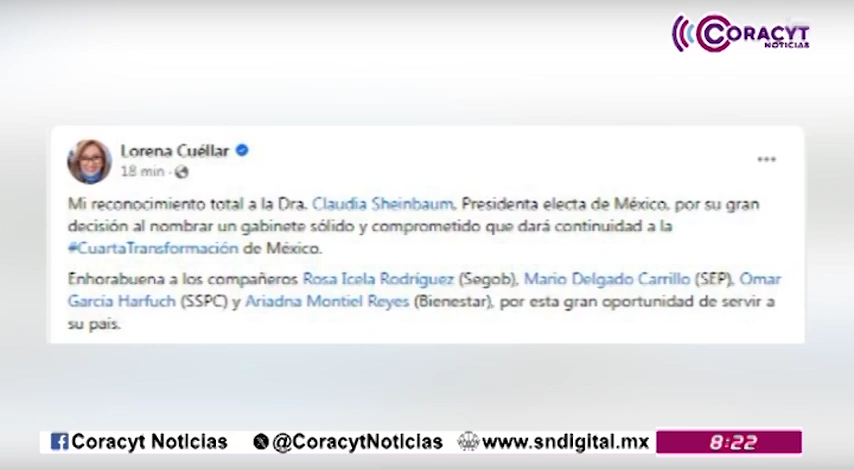 CORACYT
NOTICIAS
Lorena Cuéllar
18 min ·
Mi reconocimiento total a la Dra. Claudia Sheinbaum, Presidenta electa de México, por su gran
decisión al nombrar un gabinete sólido y comprometido que dará continuidad a la
#CuartaTransformación de México.
Enhorabuena a los compañeros Rosa Icela Rodríguez (Segob), Mario Delgado Carrillo (SEP), Omar
García Harfuch (SSPC) y Ariadna Montiel Reyes (Bienestar), por esta gran oportunidad de servir a
su país.
Coracyt Noticias @CoracytNoticias www.sndigital.mx 8:22